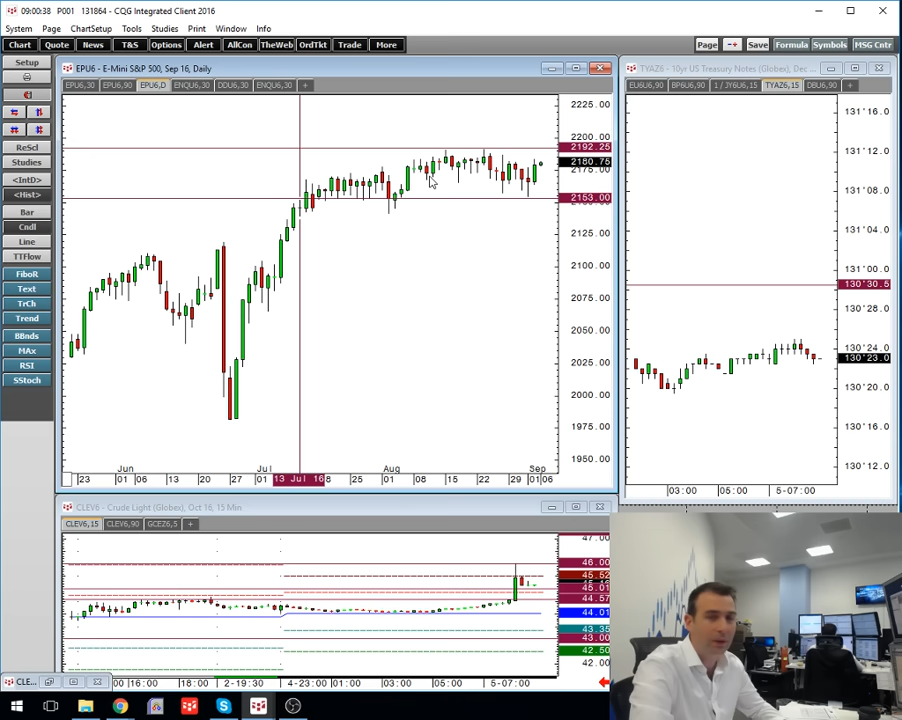 09:00:38 P001 131864 - CQG Integrated Client 2016
System Page ChartSetup Tools Studies Print Window Info
Chart Quote News T&S Options Alert AllCon TheWeb OrdTkt Trade More
Page Save Formula Symbols MSG Cntr
Setup
ReScl
Studies
<IntD>
<Hist>
Bar
Cndl
Line
TTFlow
FiboR
Text
TrCh
Trend
BBnds
MAx
RSI
SStoch
EPU6 - E-Mini S&P 500, Sep 16, Daily
EPU6,30 EPU6,90 EPU6,D ENQU6,30 DDU6,30 ENQU6,30 +
2225.00
2200.00
2192.25
2180.75
2175.00
2153.00
2125.00
2100.00
2075.00
2050.00
2025.00
2000.00
1975.00
1950.00
Jun Jul Aug Sep
23 01 06 13 20 27 01 13 Jul 16 8 25 01 08 15 22 29 01 06
TYAZ6 - 10yr US Treasury Notes (Globex), Dec ...
EU6U6,90 BP6U6,90 1 / JY6U6,15 TYAZ6,15 DBU6,90 +
131'16.0
131'12.0
131'08.0
131'04.0
131'00.0
130'30.5
130'28.0
130'24.0
130'23.0
130'20.0
130'16.0
130'12.0
03:00 05:00 5-07:00
CLEV6 - Crude Light (Globex), Oct 16, 15 Min
CLEV6,15 CLEV6,90 GCEZ6,5 +
47.00
46.00
45.52
45.01
44.57
44.01
43.35
43.00
42.50
42.00
CLE... 00 16:00 18:00 2-19:30 4-23:00 01:00 03:00 05:00 5-07:00